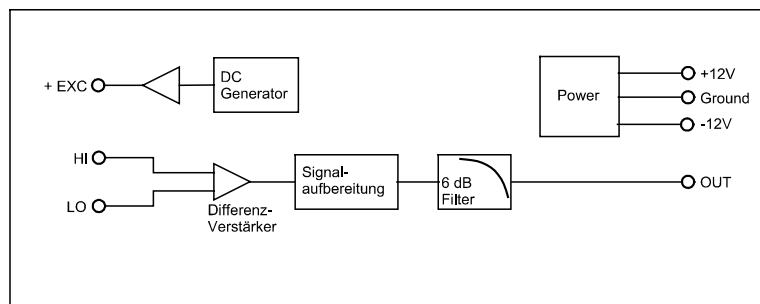 + EXC
DC
Generator
Power
+12V
Ground
-12V
HI
LO
Differenz-
Verstärker
Signal-
aufbereitung
6 dB
Filter
OUT